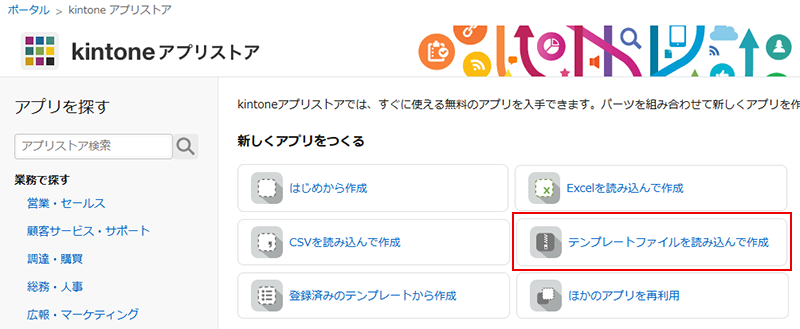 ポータル > kintone アプリストア
kintone アプリストア
アプリを探す
アプリストア検索
業務で探す
営業・セールス
顧客サービス・サポート
調達・購買
総務・人事
広報・マーケティング
kintoneアプリストアでは、すぐに使える無料のアプリを入手できます。パーツを組み合わせて新しくアプリを作
新しくアプリをつくる
はじめから作成
Excelを読み込んで作成
CSVを読み込んで作成
テンプレートファイルを読み込んで作成
登録済みのテンプレートから作成
ほかのアプリを再利用